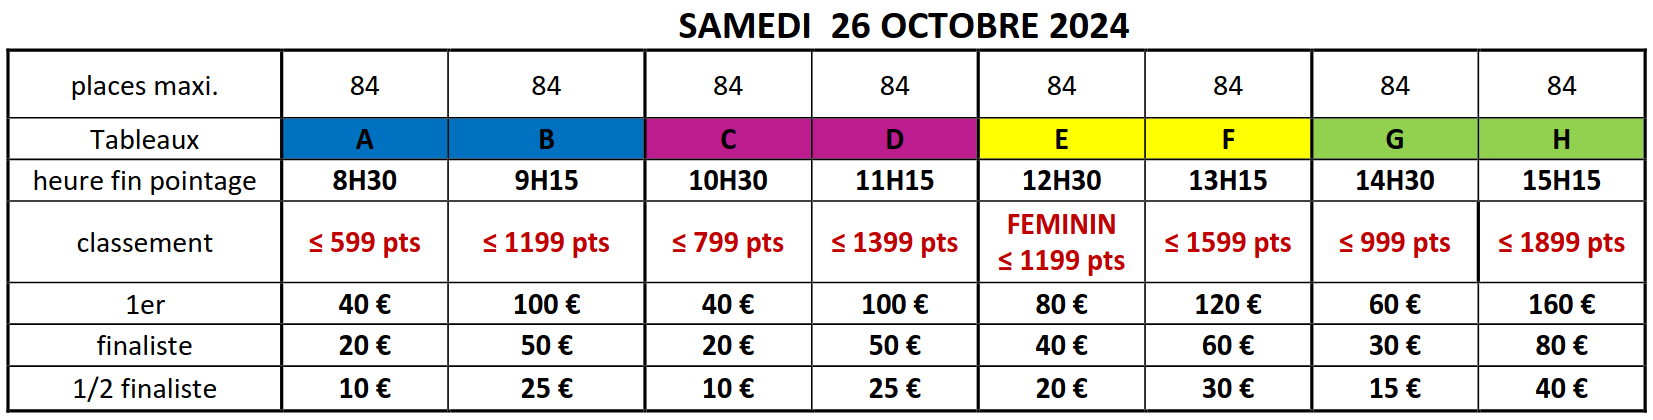 SAMEDI  26 OCTOBRE 2024
places maxi. 84 84 84 84 84 84 84 84
Tableaux A B C D E F G H
heure fin pointage 8H30 9H15 10H30 11H15 12H30 13H15 14H30 15H15
classement ≤ 599 pts ≤ 1199 pts ≤ 799 pts ≤ 1399 pts FEMININ ≤ 1199 pts ≤ 1599 pts ≤ 999 pts ≤ 1899 pts
1er 40 € 100 € 40 € 100 € 80 € 120 € 60 € 160 €
finaliste 20 € 50 € 20 € 50 € 40 € 60 € 30 € 80 €
1/2 finaliste 10 € 25 € 10 € 25 € 20 € 30 € 15 € 40 €